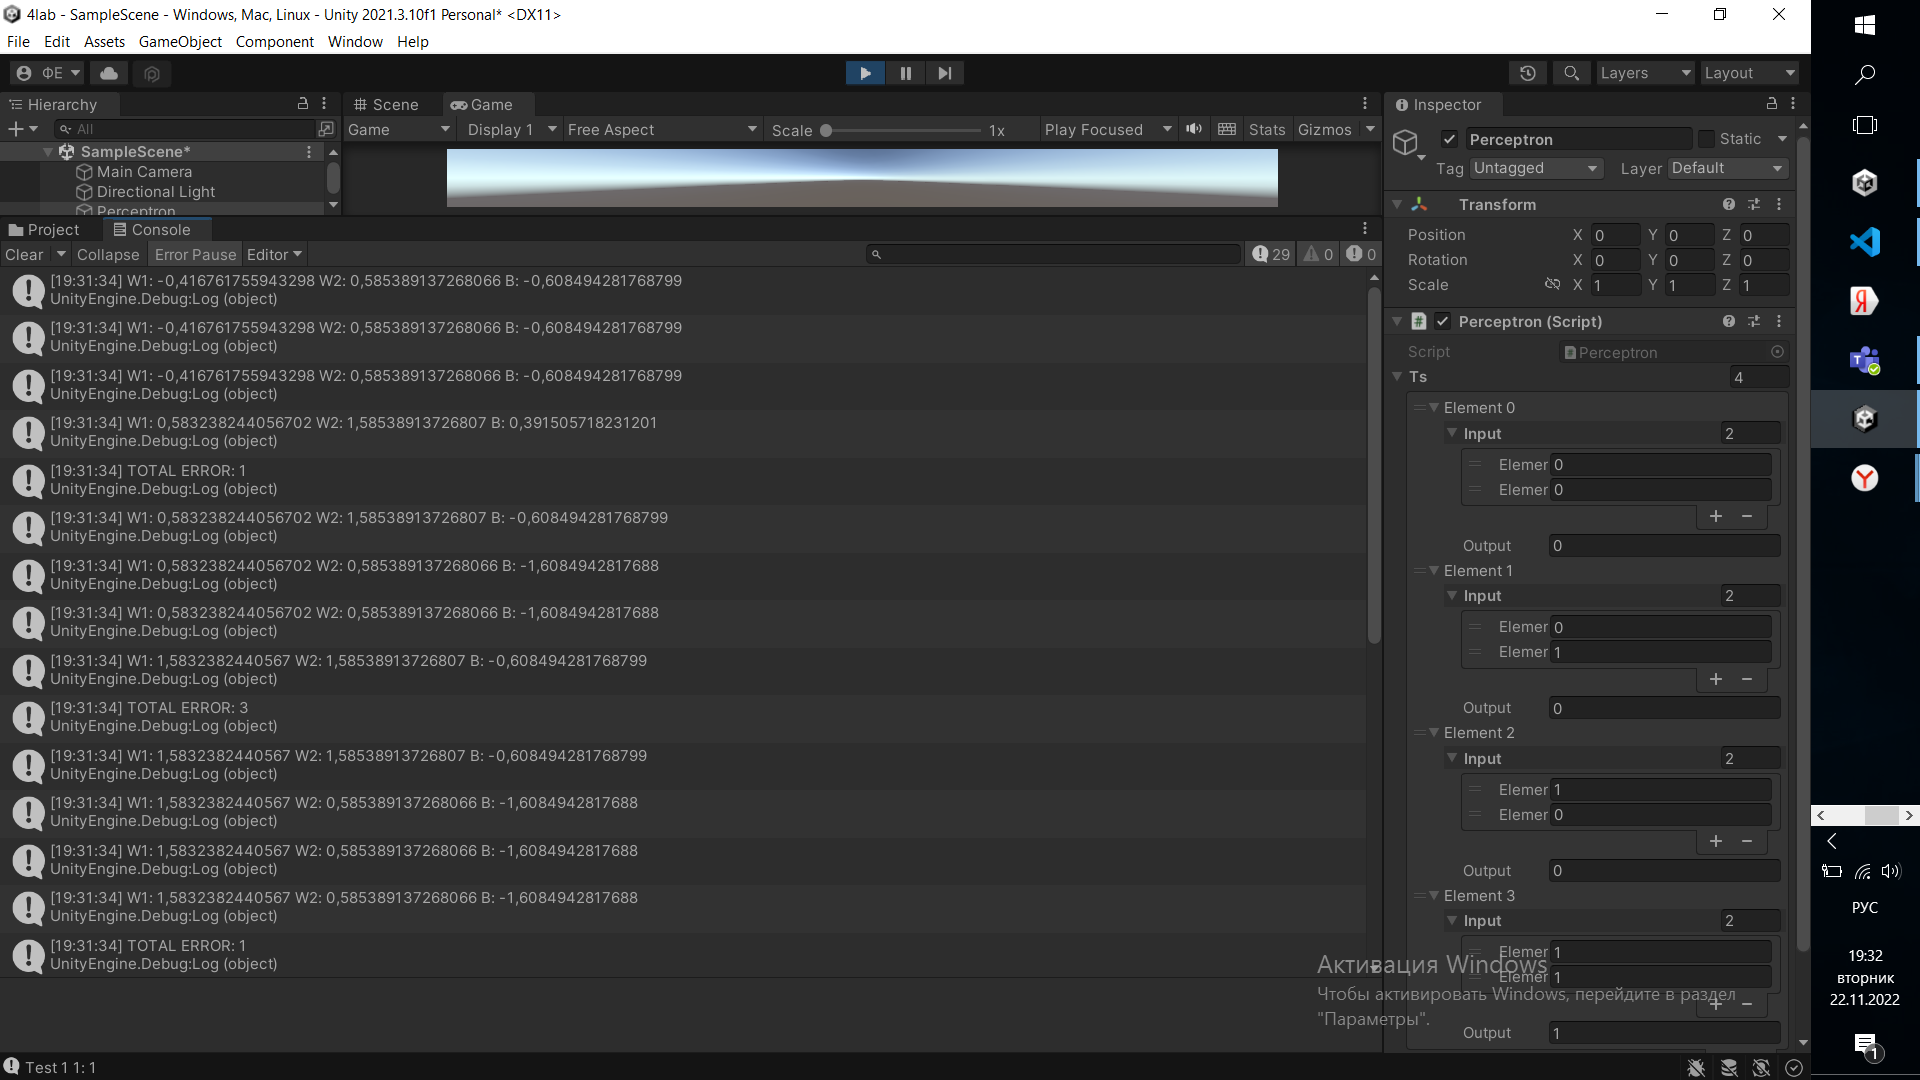 4lab - SampleScene - Windows, Mac, Linux - Unity 2021.3.10f1 Personal* <DX11>
File Edit Assets GameObject Component Window Help
ФЕ
Layers Layout
Hierarchy
All
SampleScene*
Main Camera
Directional Light
Perceptron
Scene Game
Game Display 1 Free Aspect Scale 1x Play Focused Stats Gizmos
Project Console
Clear Collapse Error Pause Editor
29 0 0
[19:31:34] W1: -0,416761755943298 W2: 0,585389137268066 B: -0,608494281768799
UnityEngine.Debug:Log (object)
[19:31:34] W1: -0,416761755943298 W2: 0,585389137268066 B: -0,608494281768799
UnityEngine.Debug:Log (object)
[19:31:34] W1: -0,416761755943298 W2: 0,585389137268066 B: -0,608494281768799
UnityEngine.Debug:Log (object)
[19:31:34] W1: 0,583238244056702 W2: 1,58538913726807 B: 0,391505718231201
UnityEngine.Debug:Log (object)
[19:31:34] TOTAL ERROR: 1
UnityEngine.Debug:Log (object)
[19:31:34] W1: 0,583238244056702 W2: 1,58538913726807 B: -0,608494281768799
UnityEngine.Debug:Log (object)
[19:31:34] W1: 0,583238244056702 W2: 0,585389137268066 B: -1,6084942817688
UnityEngine.Debug:Log (object)
[19:31:34] W1: 0,583238244056702 W2: 0,585389137268066 B: -1,6084942817688
UnityEngine.Debug:Log (object)
[19:31:34] W1: 1,5832382440567 W2: 1,58538913726807 B: -0,608494281768799
UnityEngine.Debug:Log (object)
[19:31:34] TOTAL ERROR: 3
UnityEngine.Debug:Log (object)
[19:31:34] W1: 1,5832382440567 W2: 1,58538913726807 B: -0,608494281768799
UnityEngine.Debug:Log (object)
[19:31:34] W1: 1,5832382440567 W2: 0,585389137268066 B: -1,6084942817688
UnityEngine.Debug:Log (object)
[19:31:34] W1: 1,5832382440567 W2: 0,585389137268066 B: -1,6084942817688
UnityEngine.Debug:Log (object)
[19:31:34] W1: 1,5832382440567 W2: 0,585389137268066 B: -1,6084942817688
UnityEngine.Debug:Log (object)
[19:31:34] TOTAL ERROR: 1
UnityEngine.Debug:Log (object)
Test 1 1: 1
Inspector
Perceptron Static
Tag Untagged Layer Default
Transform
Position X 0 Y 0 Z 0
Rotation X 0 Y 0 Z 0
Scale X 1 Y 1 Z 1
Perceptron (Script)
Script Perceptron
Ts 4
Element 0
Input 2
Elemer 0
Elemer 0
Output 0
Element 1
Input 2
Elemer 0
Elemer 1
Output 0
Element 2
Input 2
Elemer 1
Elemer 0
Output 0
Element 3
Input 2
Elemer 1
Elemer 1
Output 1
Активация Windows
Чтобы активировать Windows, перейдите в раздел
"Параметры".
РУС
19:32
вторник
22.11.2022
1